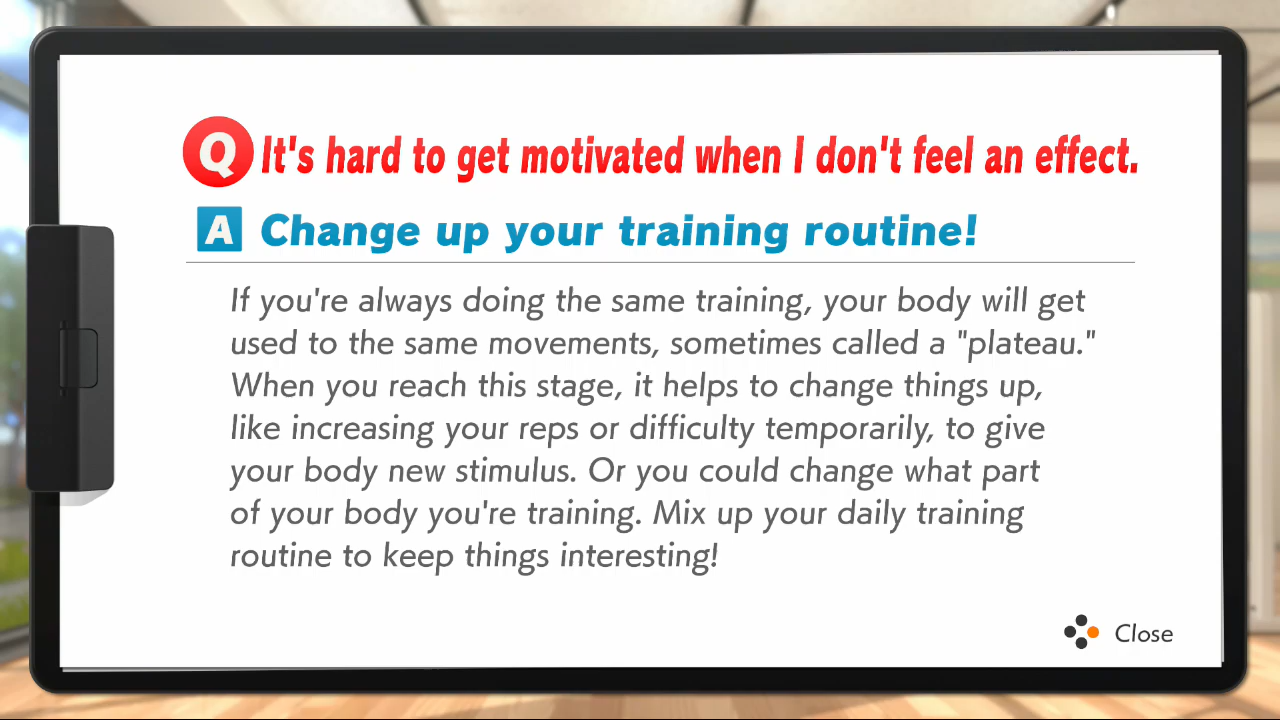 Q It's hard to get motivated when I don't feel an effect.
A Change up your training routine!
If you're always doing the same training, your body will get
used to the same movements, sometimes called a "plateau."
When you reach this stage, it helps to change things up,
like increasing your reps or difficulty temporarily, to give
your body new stimulus. Or you could change what part
of your body you're training. Mix up your daily training
routine to keep things interesting!
Close